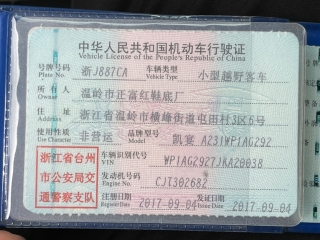 中华人民共和国机动车行驶证
Vehicle License of the People's Republic of China
号牌号码 浙J887CA 车辆类型 小型越野客车
Plate No. Vehicle Type
所有人 温岭市正富红鞋底厂
Owner
住址 浙江省温岭市横峰街道屯田社3区6号
Address
使用性质 非营运 品牌型号 凯宴 A231WP1AG292
Use Character Model
浙江省台州 车辆识别代号 WP1AG2927JKA20038
VIN
市公安局交 发动机号码 CJT302682
Engine No.
通警察支队 注册日期 2017-09-04 发证日期 2017-09-04
Register Date Issue Date